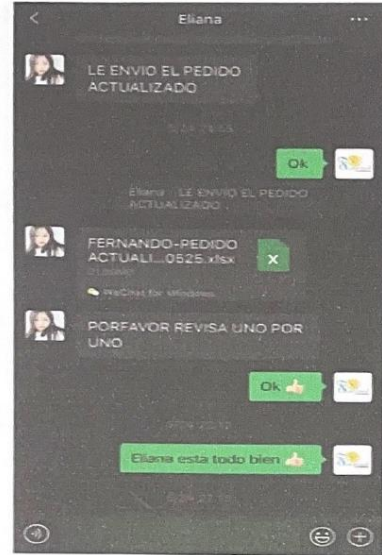 Eliana
LE ENVIO EL PEDIDO
ACTUALIZADO
Ok
Eliana : LE ENVIO EL PEDIDO
ACTUALIZADO
FERNANDO-PEDIDO
ACTUALI...0525.xlsx
X
WeChat for Windows
PORFAVOR REVISA UNO POR
UNO
Ok 👍
Eliana está todo bien 👍